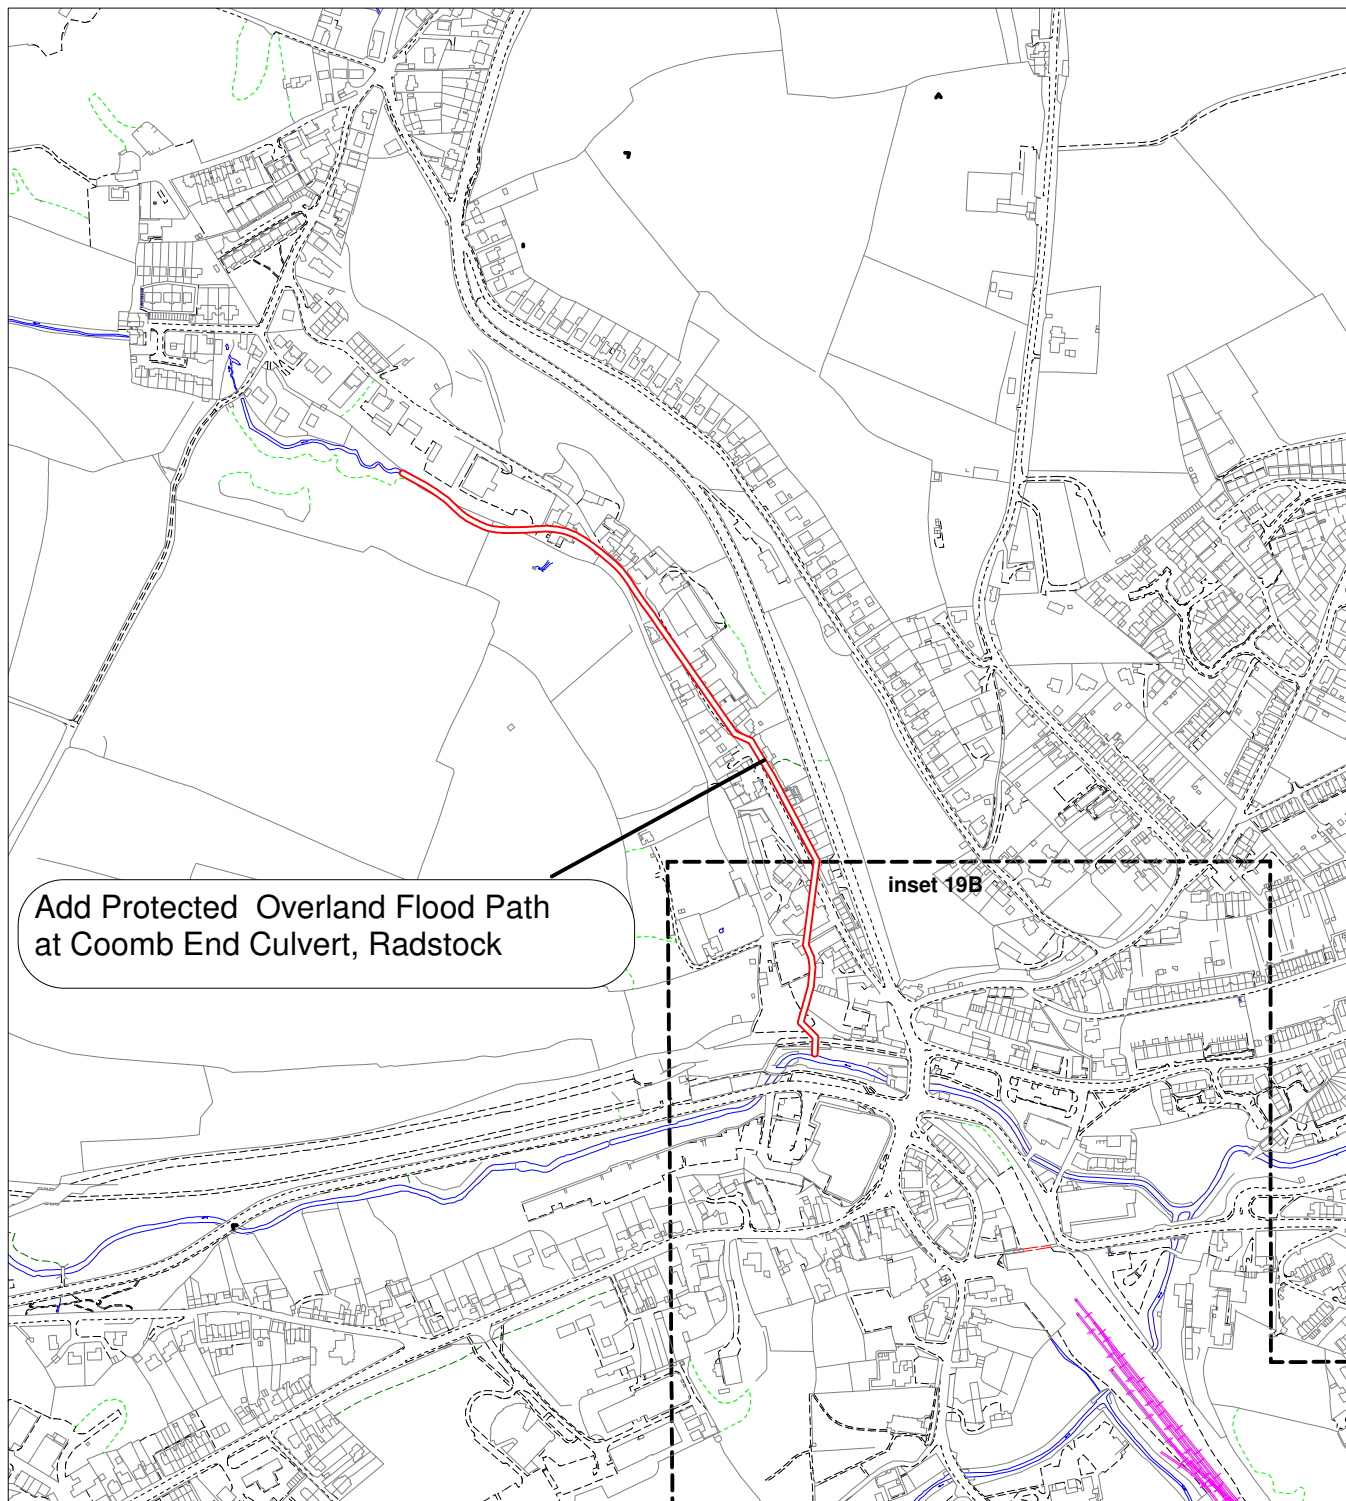 inset 19B
Add Protected Overland Flood Path
at Coomb End Culvert, Radstock